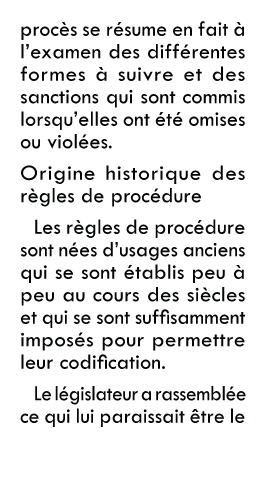 procès se résume en fait à
l’examen des différentes
formes à suivre et des
sanctions qui sont commis
lorsqu’elles ont été omises
ou violées.
Origine historique des
règles de procédure
Les règles de procédure
sont nées d’usages anciens
qui se sont établis peu à
peu au cours des siècles
et qui se sont suffisamment
imposés pour permettre
leur codification.
Le législateur a rassemblée
ce qui lui paraissait être le